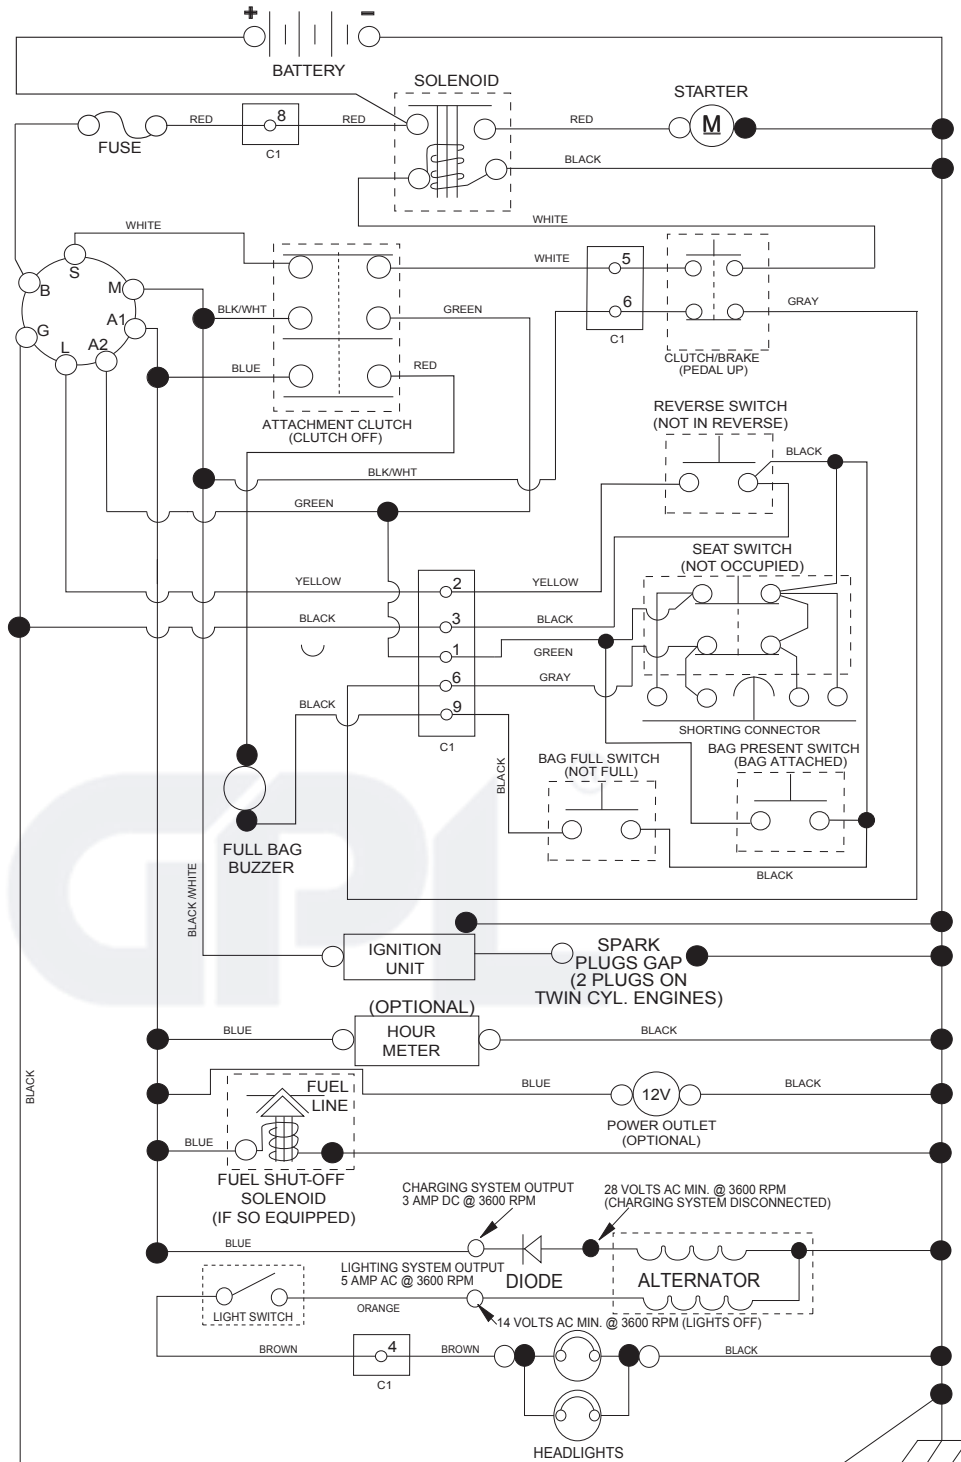 + −
BATTERY
SOLENOID
STARTER
M
RED
8
RED
RED
FUSE
C1
BLACK
WHITE
WHITE
S
B
M
G
A1
L
A2
BLK/WHT
GREEN
WHITE
5
6
C1
GRAY
CLUTCH/BRAKE
(PEDAL UP)
BLUE
RED
ATTACHMENT CLUTCH
(CLUTCH OFF)
REVERSE SWITCH
(NOT IN REVERSE)
BLACK
BLK/WHT
GREEN
SEAT SWITCH
(NOT OCCUPIED)
YELLOW
2
YELLOW
BLACK
3
BLACK
1
GREEN
6
GRAY
BLACK
9
C1
SHORTING CONNECTOR
BLACK
BAG FULL SWITCH
(NOT FULL)
BAG PRESENT SWITCH
(BAG ATTACHED)
FULL BAG
BUZZER
BLACK
BLACK /WHITE
GPL
®
IGNITION
UNIT
SPARK
PLUGS GAP
(2 PLUGS ON
TWIN CYL. ENGINES)
(OPTIONAL)
BLUE
HOUR
METER
BLACK
BLACK
FUEL
LINE
BLUE
12V
BLACK
POWER OUTLET
(OPTIONAL)
BLUE
FUEL SHUT-OFF
SOLENOID
(IF SO EQUIPPED)
CHARGING SYSTEM OUTPUT
3 AMP DC @ 3600 RPM
28 VOLTS AC MIN. @ 3600 RPM
(CHARGING SYSTEM DISCONNECTED)
BLUE
LIGHTING SYSTEM OUTPUT
5 AMP AC @ 3600 RPM
DIODE
ALTERNATOR
LIGHT SWITCH
ORANGE
14 VOLTS AC MIN. @ 3600 RPM (LIGHTS OFF)
BROWN
4
BROWN
BLACK
C1
HEADLIGHTS